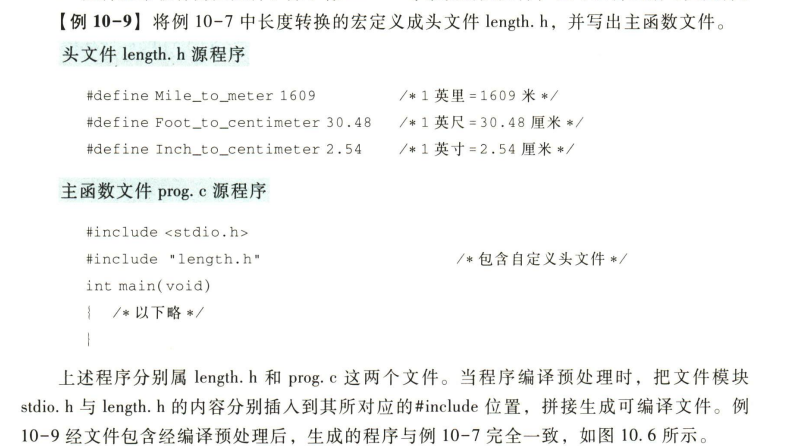 【例 10-9】 将例 10-7 中长度转换的宏定义成头文件 length.h，并写出主函数文件。
头文件 length.h 源程序
#define Mile_to_meter 1609 /* 1 英里 =1609 米 */
#define Foot_to_centimeter 30.48 /* 1 英尺 =30.48 厘米 */
#define Inch_to_centimeter 2.54 /* 1 英寸 =2.54 厘米 */
主函数文件 prog.c 源程序
#include <stdio.h>
#include "length.h" /* 包含自定义头文件 */
int main(void)
{ /* 以下略 */
}
上述程序分别属 length.h 和 prog.c 这两个文件。当程序编译预处理时，把文件模块
stdio.h 与 length.h 的内容分别插入到其所对应的#include 位置，拼接生成可编译文件。例
10-9 经文件包含经编译预处理后，生成的程序与例 10-7 完全一致，如图 10.6 所示。